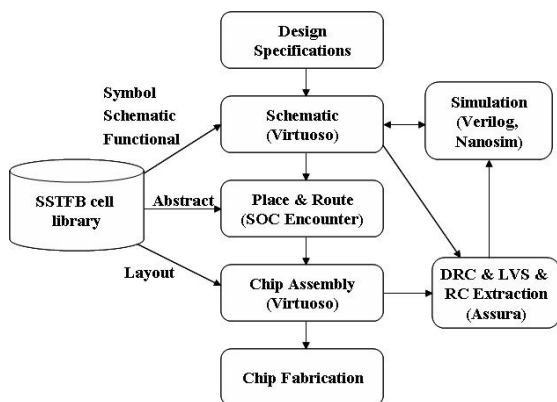 Design
Specifications
Symbol
Schematic
Functional
Schematic
(Virtuoso)
Simulation
(Verilog,
Nanosim)
SSTFB cell
library
Abstract
Place & Route
(SOC Encounter)
Layout
Chip Assembly
(Virtuoso)
DRC & LVS &
RC Extraction
(Assura)
Chip Fabrication